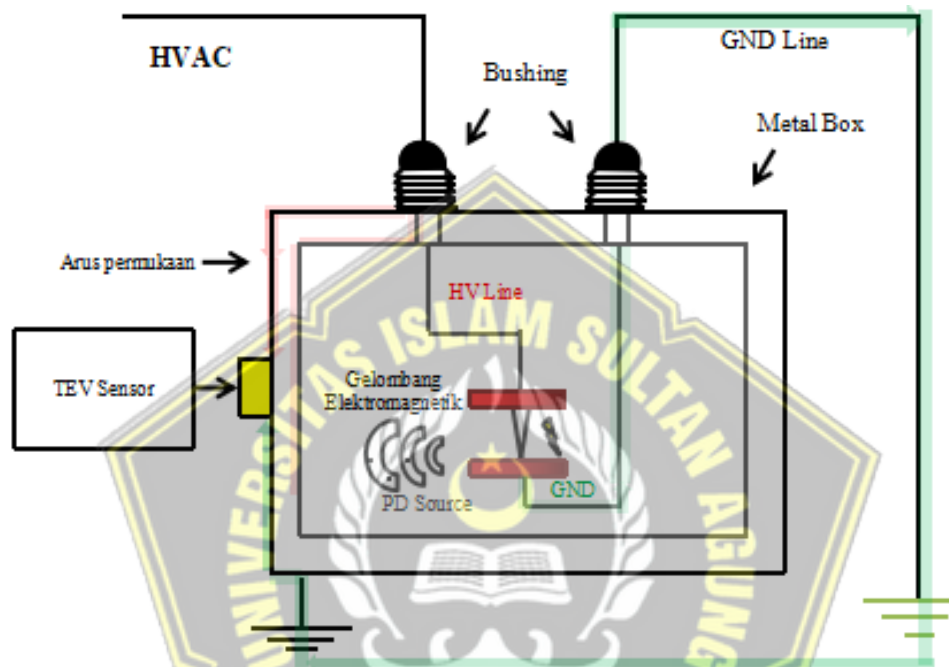 HVAC
GND Line
Bushing
Metal Box
Arus permukaan
HV Line
TEV Sensor
Gelombang
Elektromagnetik
PD Source
GND
UNIVERSITAS ISLAM SULTAN AGUNG